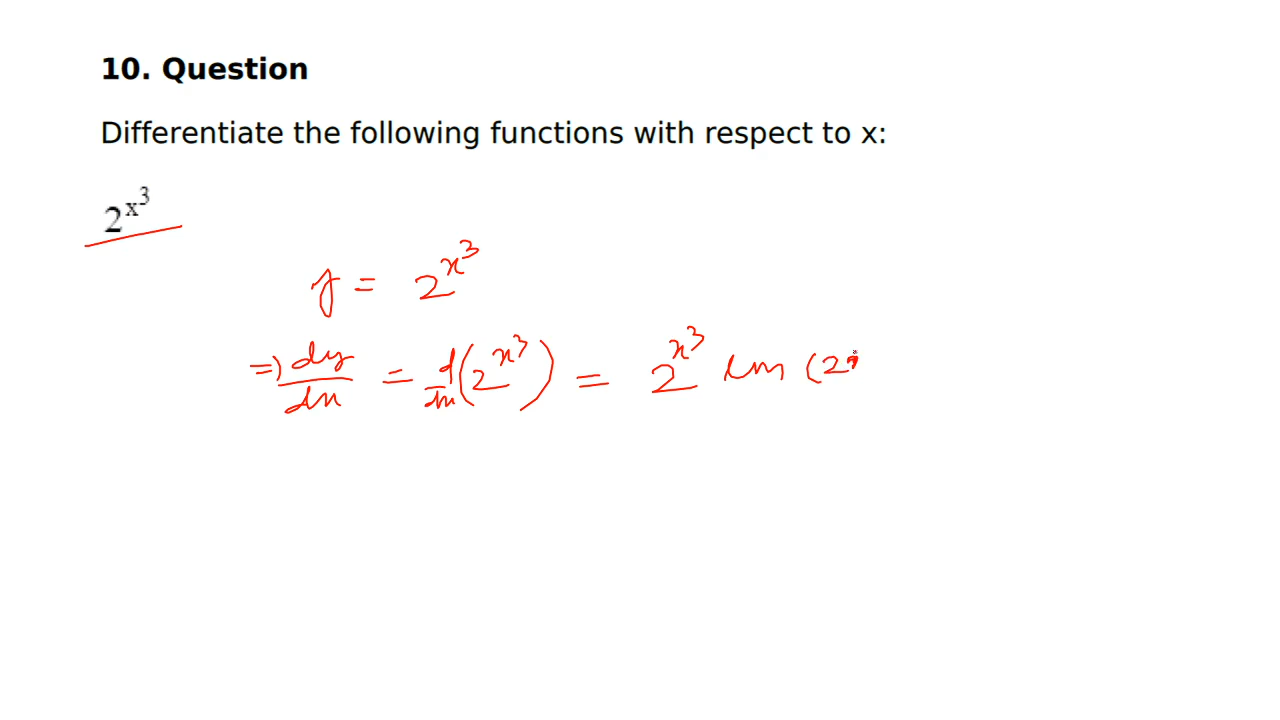 10. Question
Differentiate the following functions with respect to x:
2^{x^3}
y = 2^{x^3}
=) dy/dx = d/dx (2^{x^3}) = 2^{x^3} ln (2